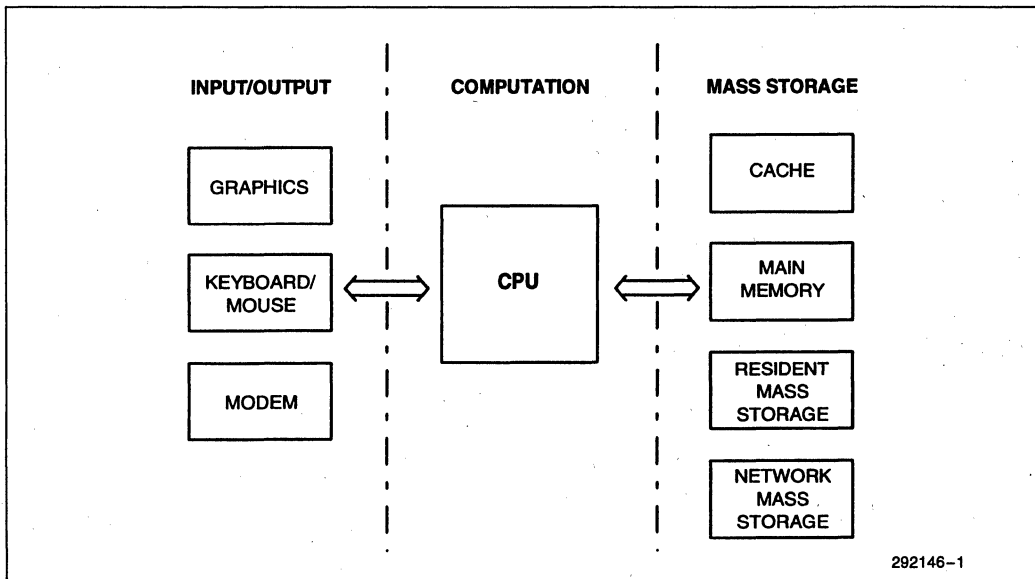 INPUT/OUTPUT
GRAPHICS
KEYBOARD/
MOUSE
MODEM
COMPUTATION
CPU
MASS STORAGE
CACHE
MAIN
MEMORY
RESIDENT
MASS
STORAGE
NETWORK
MASS
STORAGE
292146-1